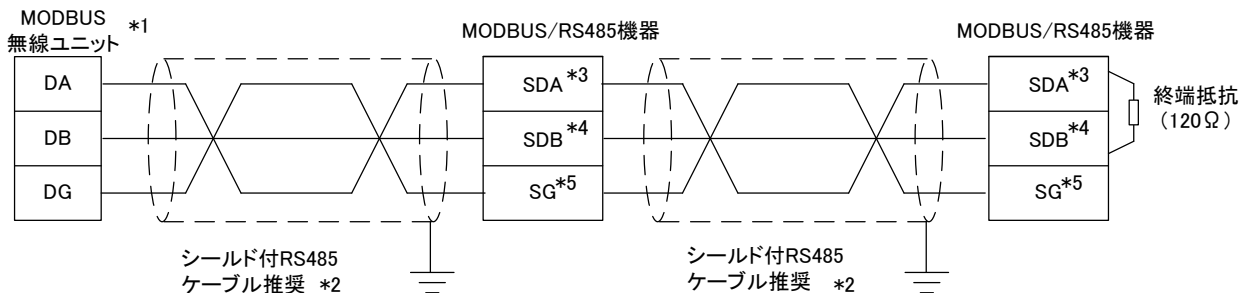 MODBUS
無線ユニット *1
DA
DB
DG
シールド付RS485
ケーブル推奨 *2
MODBUS/RS485機器
SDA*3
SDB*4
SG*5
シールド付RS485
ケーブル推奨 *2
MODBUS/RS485機器
SDA*3
SDB*4
SG*5
終端抵抗
(120Ω)